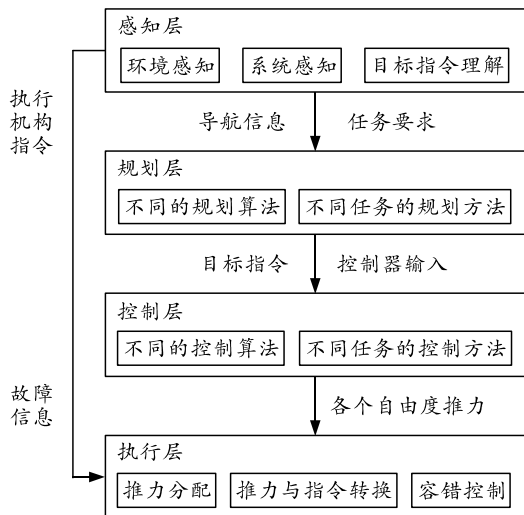 感知层
环境感知 系统感知 目标指令理解
执行
机构
指令
导航信息 任务要求
规划层
不同的规划算法 不同任务的规划方法
目标指令 控制器输入
控制层
不同的控制算法 不同任务的控制方法
故障
信息
各个自由度推力
执行层
推力分配 推力与指令转换 容错控制